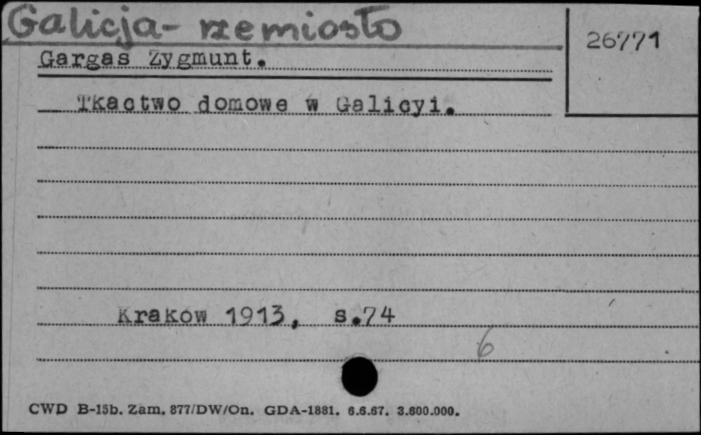 Galicja- rzemiosło
26771
Gargas Zygmunt.
Tkactwo domowe w Galicyi.
Kraków 1913, s.74
6
CWD B-15b. Zam. 877/DW/On. GDA-1881. 6.6.67. 3.600.000.